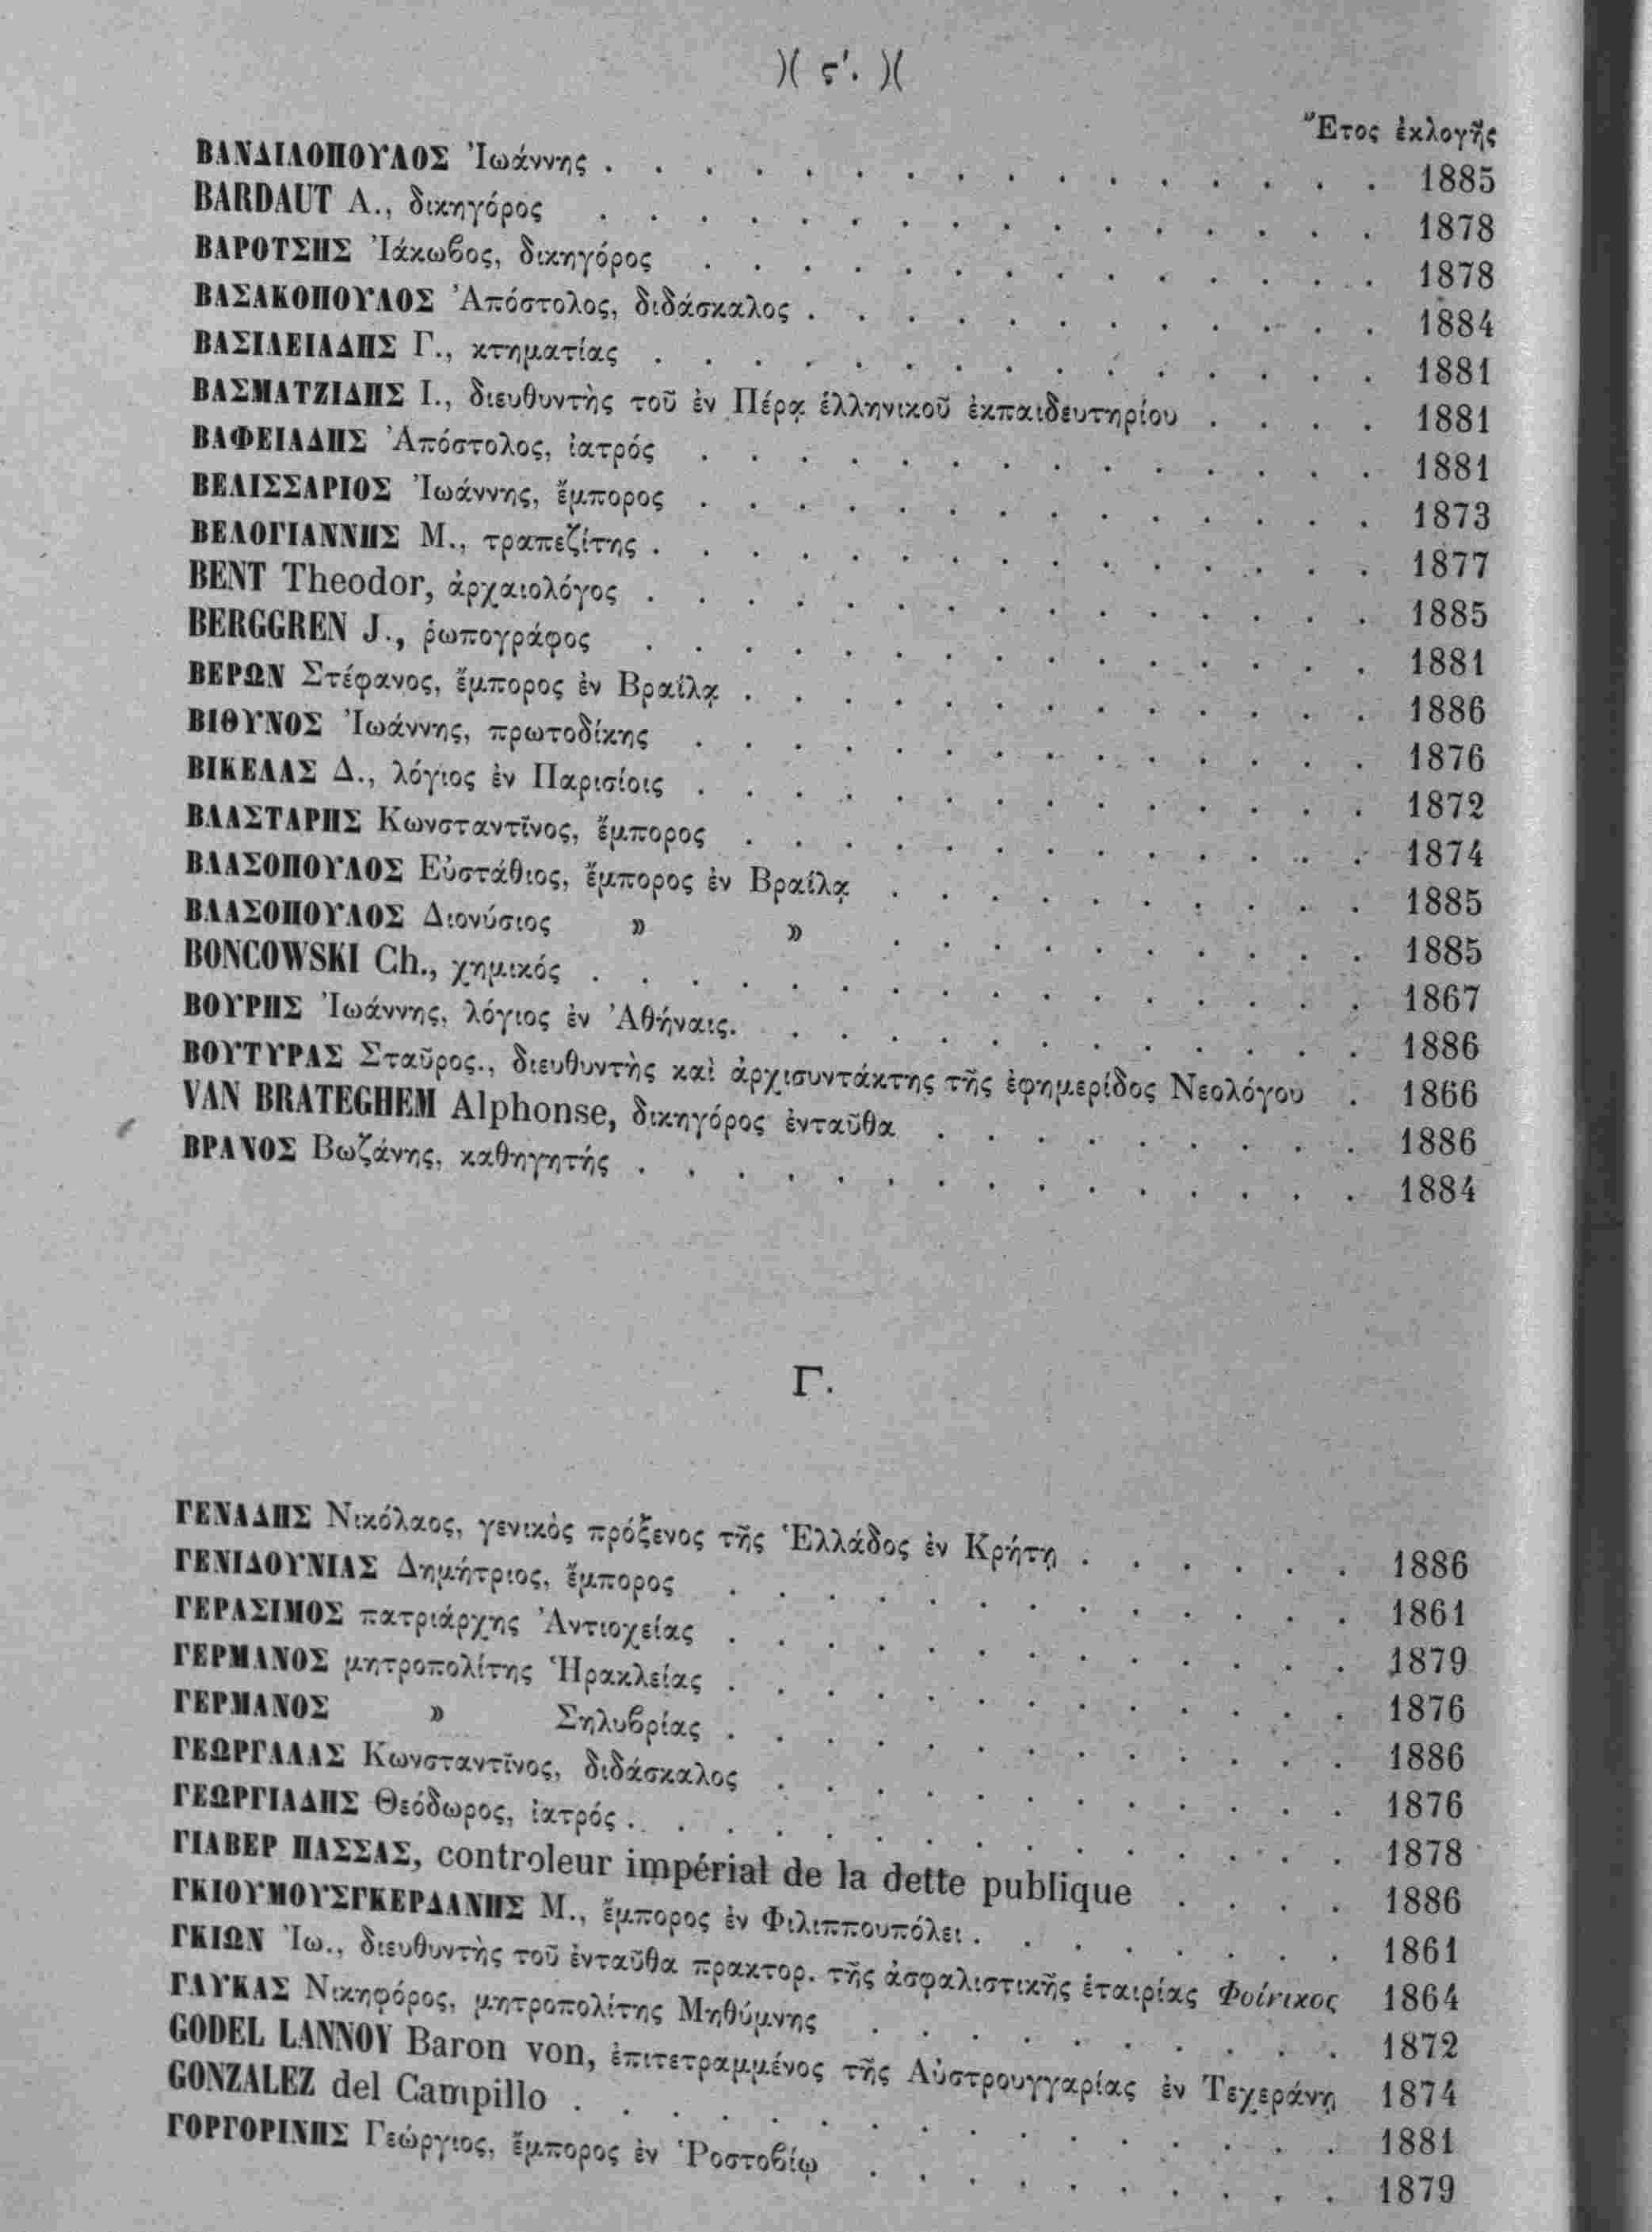 )( ς'. )(
Ἔτος ἐκλογῆς
ΒΑΝΔΙΛΟΠΟΥΛΟΣ Ἰωάννης . . . . . . . . . . . . . . . . 1885
BARDAUT A., δικηγόρος . . . . . . . . . . . . . . . . 1878
ΒΑΡΟΤΣΗΣ Ἰάκωβος, δικηγόρος . . . . . . . . . . . . . . 1878
ΒΑΣΑΚΟΠΟΥΛΟΣ Ἀπόστολος, διδάσκαλος . . . . . . . . . . . . 1884
ΒΑΣΙΛΕΙΑΔΗΣ Γ., κτηματίας . . . . . . . . . . . . . . . 1881
ΒΑΣΜΑΤΖΙΔΗΣ Ι., διευθυντὴς τοῦ ἐν Πέρᾳ ἑλληνικοῦ ἐκπαιδευτηρίου . . . . 1881
ΒΑΦΕΙΑΔΗΣ Ἀπόστολος, ἰατρός . . . . . . . . . . . . . . 1881
ΒΕΛΙΣΣΑΡΙΟΣ Ἰωάννης, ἔμπορος . . . . . . . . . . . . . . 1873
ΒΕΛΟΓΙΑΝΝΗΣ Μ., τραπεζίτης . . . . . . . . . . . . . . . 1877
BENT Theodor, ἀρχαιολόγος . . . . . . . . . . . . . . . 1885
BERGGREN J., ῥωπογράφος . . . . . . . . . . . . . . . 1881
ΒΕΡΩΝ Στέφανος, ἔμπορος ἐν Βραΐλᾳ . . . . . . . . . . . . . 1886
ΒΙΘΥΝΟΣ Ἰωάννης, πρωτοδίκης . . . . . . . . . . . . . . 1876
ΒΙΚΕΛΑΣ Δ., λόγιος ἐν Παρισίοις . . . . . . . . . . . . . . 1872
ΒΛΑΣΤΑΡΗΣ Κωνσταντῖνος, ἔμπορος . . . . . . . . . . . . . 1874
ΒΛΑΣΟΠΟΥΛΟΣ Εὐστάθιος, ἔμπορος ἐν Βραΐλᾳ . . . . . . . . . . 1885
ΒΛΑΣΟΠΟΥΛΟΣ Διονύσιος » » . . . . . . . . . . 1885
BONCOWSKI Ch., χημικός . . . . . . . . . . . . . . . . 1867
ΒΟΥΡΗΣ Ἰωάννης, λόγιος ἐν Ἀθήναις. . . . . . . . . . . . . . 1886
ΒΟΥΤΥΡΑΣ Σταῦρος., διευθυντὴς καὶ ἀρχισυντάκτης τῆς ἐφημερίδος Νεολόγου . 1866
VAN BRATEGHEM Alphonse, δικηγόρος ἐνταῦθα . . . . . . . . . 1886
ΒΡΑΝΟΣ Βωζάνης, καθηγητής . . . . . . . . . . . . . . . 1884
Γ.
ΓΕΝΑΔΗΣ Νικόλαος, γενικὸς πρόξενος τῆς Ἑλλάδος ἐν Κρήτῃ . . . . . . 1886
ΓΕΝΙΔΟΥΝΙΑΣ Δημήτριος, ἔμπορος . . . . . . . . . . . . . 1861
ΓΕΡΑΣΙΜΟΣ πατριάρχης Ἀντιοχείας . . . . . . . . . . . . . 1879
ΓΕΡΜΑΝΟΣ μητροπολίτης Ἡρακλείας . . . . . . . . . . . . . 1876
ΓΕΡΜΑΝΟΣ » Σηλυβρίας . . . . . . . . . . . . . 1886
ΓΕΩΡΓΑΛΑΣ Κωνσταντῖνος, διδάσκαλος . . . . . . . . . . . . 1876
ΓΕΩΡΓΙΑΔΗΣ Θεόδωρος, ἰατρός . . . . . . . . . . . . . . . 1878
ΓΙΑΒΕΡ ΠΑΣΣΑΣ, controleur impérial de la dette publique . . . . 1886
ΓΚΙΟΥΜΟΥΣΓΚΕΡΔΑΝΗΣ Μ., ἔμπορος ἐν Φιλιππουπόλει . . . . . . . . 1861
ΓΚΙΩΝ Ἰω., διευθυντὴς τοῦ ἐνταῦθα πρακτορ. τῆς ἀσφαλιστικῆς ἑταιρίας Φοίνικος 1864
ΓΛΥΚΑΣ Νικηφόρος, μητροπολίτης Μηθύμνης . . . . . . . . . . 1872
GODEL LANNOY Baron von, ἐπιτετραμμένος τῆς Αὐστρουγγαρίας ἐν Τεχεράνῃ 1874
GONZALEZ del Campillo . . . . . . . . . . . . . . . . 1881
ΓΟΡΓΟΡΙΝΗΣ Γεώργιος, ἔμπορος ἐν Ῥοστοβίῳ . . . . . . . . . . 1879